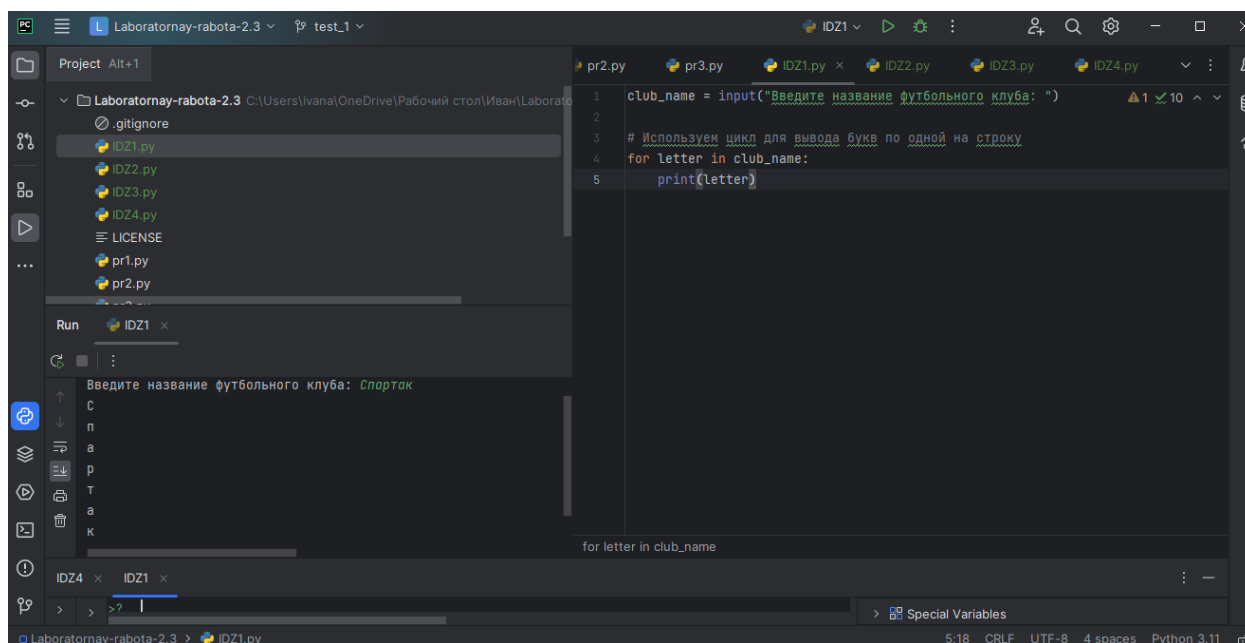 PC
L Laboratornay-rabota-2.3
test_1
IDZ1
Project Alt+1
Laboratornay-rabota-2.3 C:\Users\ivana\OneDrive\Рабочий стол\Иван\Laborato
.gitignore
IDZ1.py
IDZ2.py
IDZ3.py
IDZ4.py
LICENSE
pr1.py
pr2.py
pr2.py
pr3.py
IDZ1.py
IDZ2.py
IDZ3.py
IDZ4.py
1 club_name = input("Введите название футбольного клуба: ")
1 10
2
3 # Используем цикл для вывода букв по одной на строку
4 for letter in club_name:
5 print(letter)
for letter in club_name
Run IDZ1
Введите название футбольного клуба: Спартак
С
п
а
р
т
а
к
IDZ4 IDZ1
>?
Special Variables
Laboratornay-rabota-2.3 > IDZ1.py
5:18 CRLF UTF-8 4 spaces Python 3.11